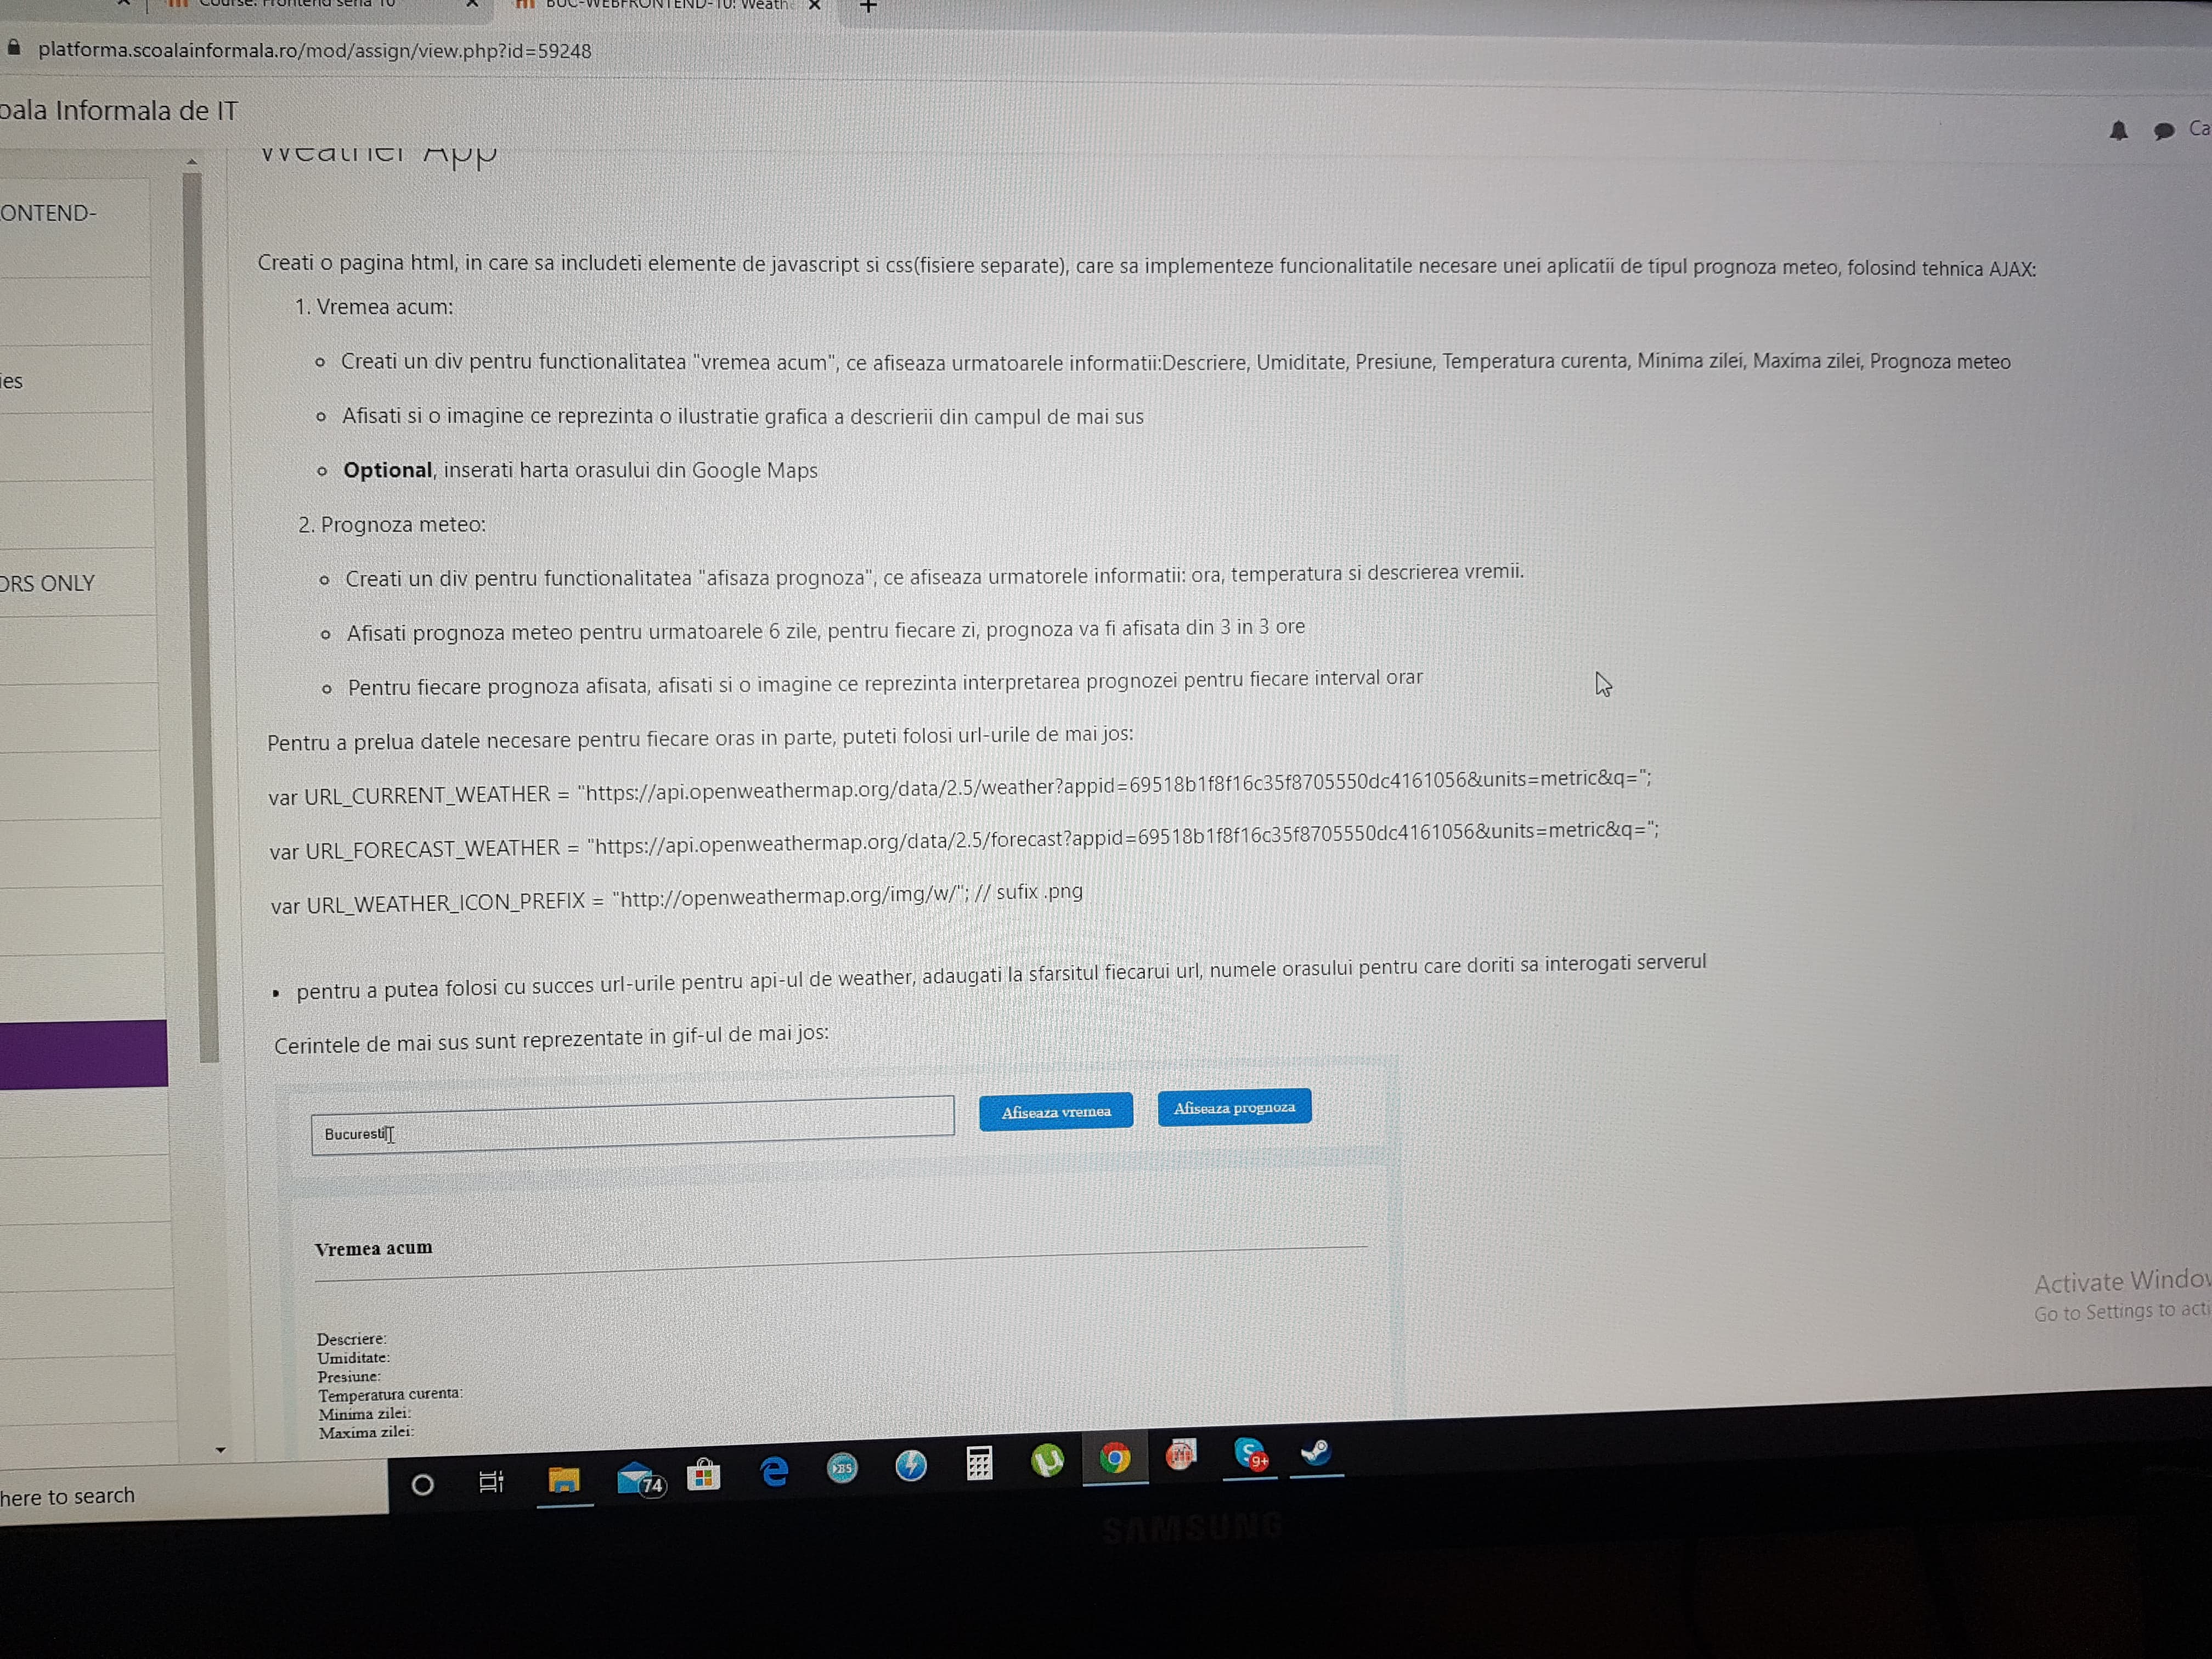 Course: Frontend seria 10
BUC-WEBFRONTEND-10: Weath
platforma.scoalainformala.ro/mod/assign/view.php?id=59248
oala Informala de IT
Ca
Weather App
ONTEND-
Creati o pagina html, in care sa includeti elemente de javascript si css(fisiere separate), care sa implementeze funcionalitatile necesare unei aplicatii de tipul prognoza meteo, folosind tehnica AJAX:
1. Vremea acum:
Creati un div pentru functionalitatea "vremea acum", ce afiseaza urmatoarele informatii:Descriere, Umiditate, Presiune, Temperatura curenta, Minima zilei, Maxima zilei, Prognoza meteo
ies
Afisati si o imagine ce reprezinta o ilustratie grafica a descrierii din campul de mai sus
Optional, inserati harta orasului din Google Maps
2. Prognoza meteo:
ORS ONLY
Creati un div pentru functionalitatea "afisaza prognoza", ce afiseaza urmatorele informatii: ora, temperatura si descrierea vremii.
Afisati prognoza meteo pentru urmatoarele 6 zile, pentru fiecare zi, prognoza va fi afisata din 3 in 3 ore
Pentru fiecare prognoza afisata, afisati si o imagine ce reprezinta interpretarea prognozei pentru fiecare interval orar
Pentru a prelua datele necesare pentru fiecare oras in parte, puteti folosi url-urile de mai jos:
var URL_CURRENT_WEATHER = "https://api.openweathermap.org/data/2.5/weather?appid=69518b1f8f16c35f8705550dc4161056&units=metric&q=";
var URL_FORECAST_WEATHER = "https://api.openweathermap.org/data/2.5/forecast?appid=69518b1f8f16c35f8705550dc4161056&units=metric&q=";
var URL_WEATHER_ICON_PREFIX = "http://openweathermap.org/img/w/"; // sufix .png
pentru a putea folosi cu succes url-urile pentru api-ul de weather, adaugati la sfarsitul fiecarui url, numele orasului pentru care doriti sa interogati serverul
Cerintele de mai sus sunt reprezentate in gif-ul de mai jos:
Bucuresti
Afiseaza vremea
Afiseaza prognoza
Vremea acum
Descriere:
Umiditate:
Presiune:
Temperatura curenta:
Minima zilei:
Maxima zilei:
Activate Window
Go to Settings to acti
here to search
74
BS
9+
SAMSUNG